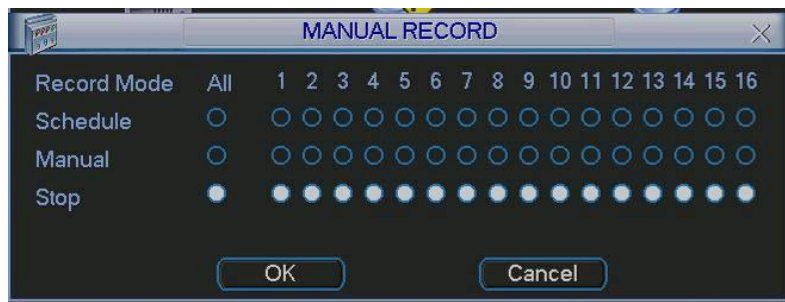 MANUAL RECORD
Record Mode All 1 2 3 4 5 6 7 8 9 10 11 12 13 14 15 16
Schedule
Manual
Stop
OK Cancel